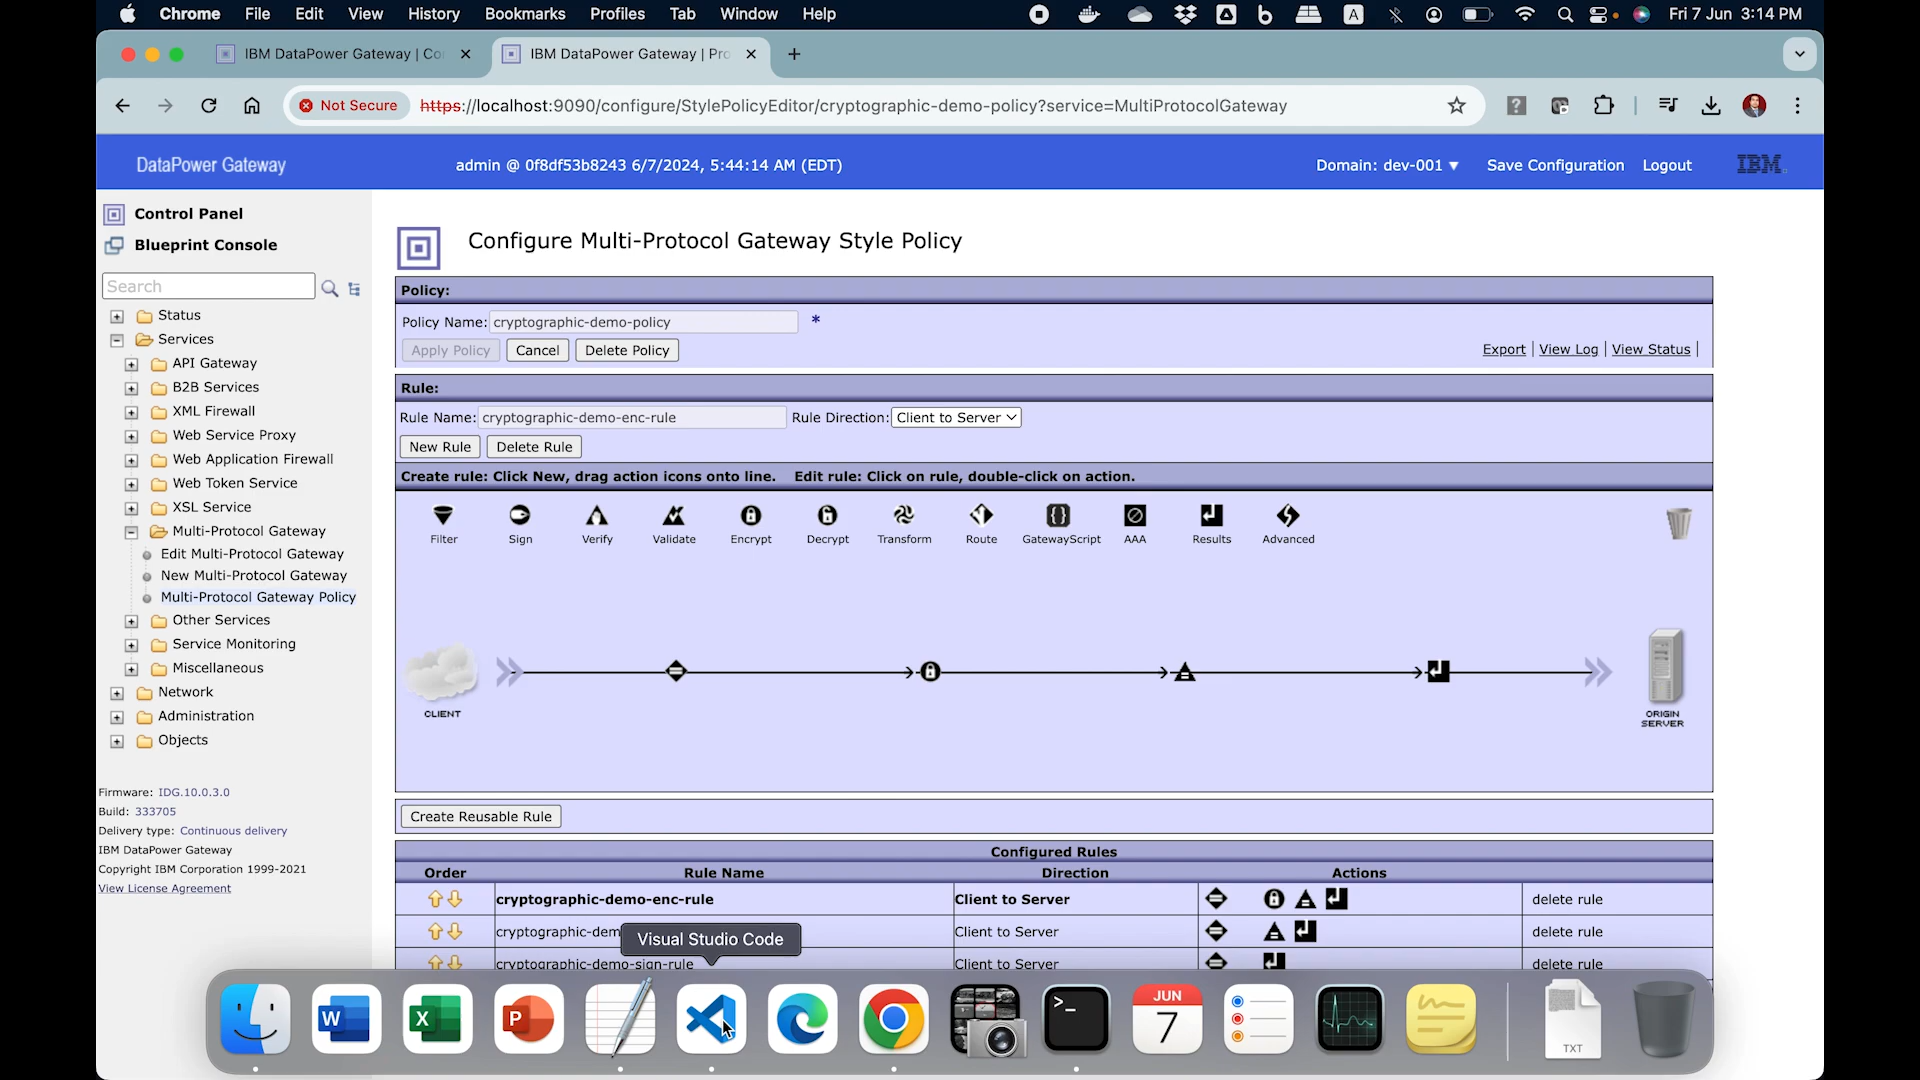 Chrome File Edit View History Bookmarks Profiles Tab Window Help A Fri 7 Jun 3:14 PM
IBM DataPower Gateway | Co IBM DataPower Gateway | Pro
Not Secure https://localhost:9090/configure/StylePolicyEditor/cryptographic-demo-policy?service=MultiProtocolGateway
DataPower Gateway admin @ 0f8df53b8243 6/7/2024, 5:44:14 AM (EDT) Domain: dev-001 Save Configuration Logout IBM
Control Panel
Blueprint Console
Search
Status
Services
API Gateway
B2B Services
XML Firewall
Web Service Proxy
Web Application Firewall
Web Token Service
XSL Service
Multi-Protocol Gateway
Edit Multi-Protocol Gateway
New Multi-Protocol Gateway
Multi-Protocol Gateway Policy
Other Services
Service Monitoring
Miscellaneous
Network
Administration
Objects
Firmware: IDG.10.0.3.0
Build: 333705
Delivery type: Continuous delivery
IBM DataPower Gateway
Copyright IBM Corporation 1999-2021
View License Agreement
Configure Multi-Protocol Gateway Style Policy
Policy:
Policy Name: cryptographic-demo-policy *
Apply Policy Cancel Delete Policy Export | View Log | View Status |
Rule:
Rule Name: cryptographic-demo-enc-rule Rule Direction: Client to Server
New Rule Delete Rule
Create rule: Click New, drag action icons onto line. Edit rule: Click on rule, double-click on action.
Filter Sign Verify Validate Encrypt Decrypt Transform Route GatewayScript AAA Results Advanced
CLIENT
ORIGIN
SERVER
Create Reusable Rule
Configured Rules
Order Rule Name Direction Actions
cryptographic-demo-enc-rule Client to Server delete rule
cryptographic-dem Client to Server delete rule
Visual Studio Code
cryptographic-demo-sign-rule Client to Server delete rule
W X P JUN
7
TXT